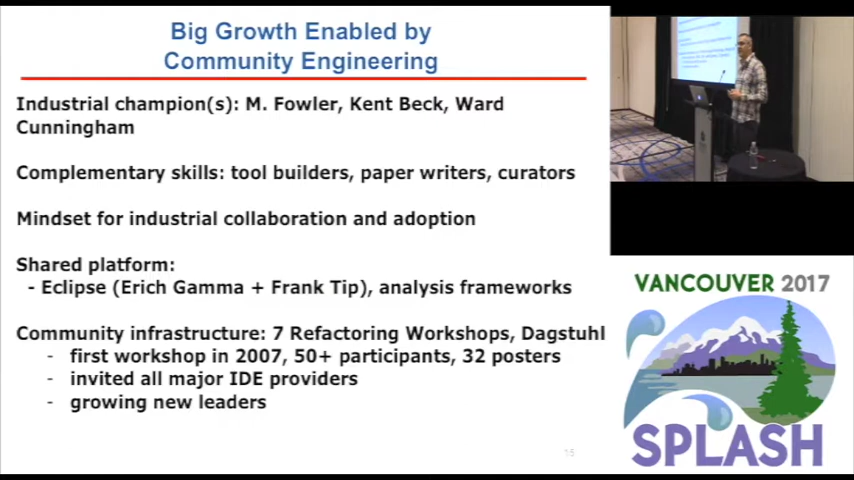 Big Growth Enabled by
Community Engineering
Industrial champion(s): M. Fowler, Kent Beck, Ward
Cunningham
Complementary skills: tool builders, paper writers, curators
Mindset for industrial collaboration and adoption
Shared platform:
- Eclipse (Erich Gamma + Frank Tip), analysis frameworks
Community infrastructure: 7 Refactoring Workshops, Dagstuhl
- first workshop in 2007, 50+ participants, 32 posters
- invited all major IDE providers
- growing new leaders
15
VANCOUVER 2017
SPLASH